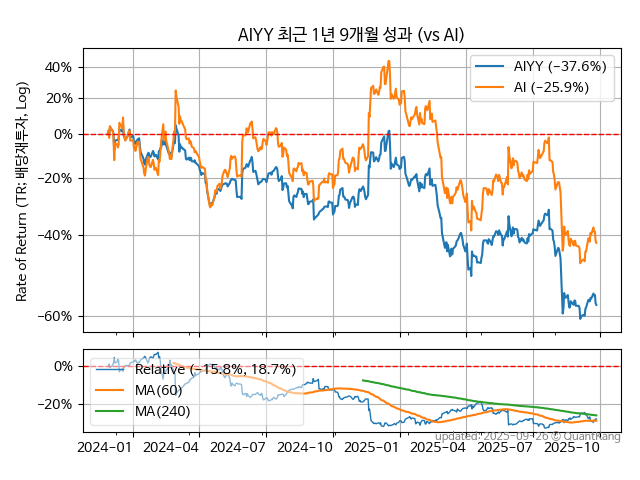 AIYY 최근 1년 9개월 성과 (vs AI)
Rate of Return (TR: 배당재투자, Log)
40%
20%
0%
−20%
−40%
−60%
AIYY (−37.6%)
AI (−25.9%)
0%
−20%
Relative (−15.8%, 18.7%)
MA(60)
MA(240)
updated: 2025-09-26 © QuantKang
2024−01 2024−04 2024−07 2024−10 2025−01 2025−04 2025−07 2025−10